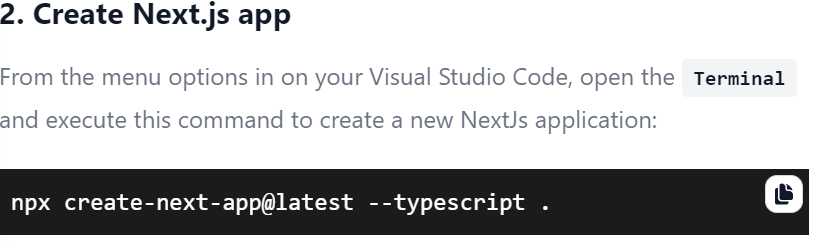 2. Create Next.js app
From the menu options in on your Visual Studio Code, open the Terminal
and execute this command to create a new NextJs application:
npx create-next-app@latest --typescript .